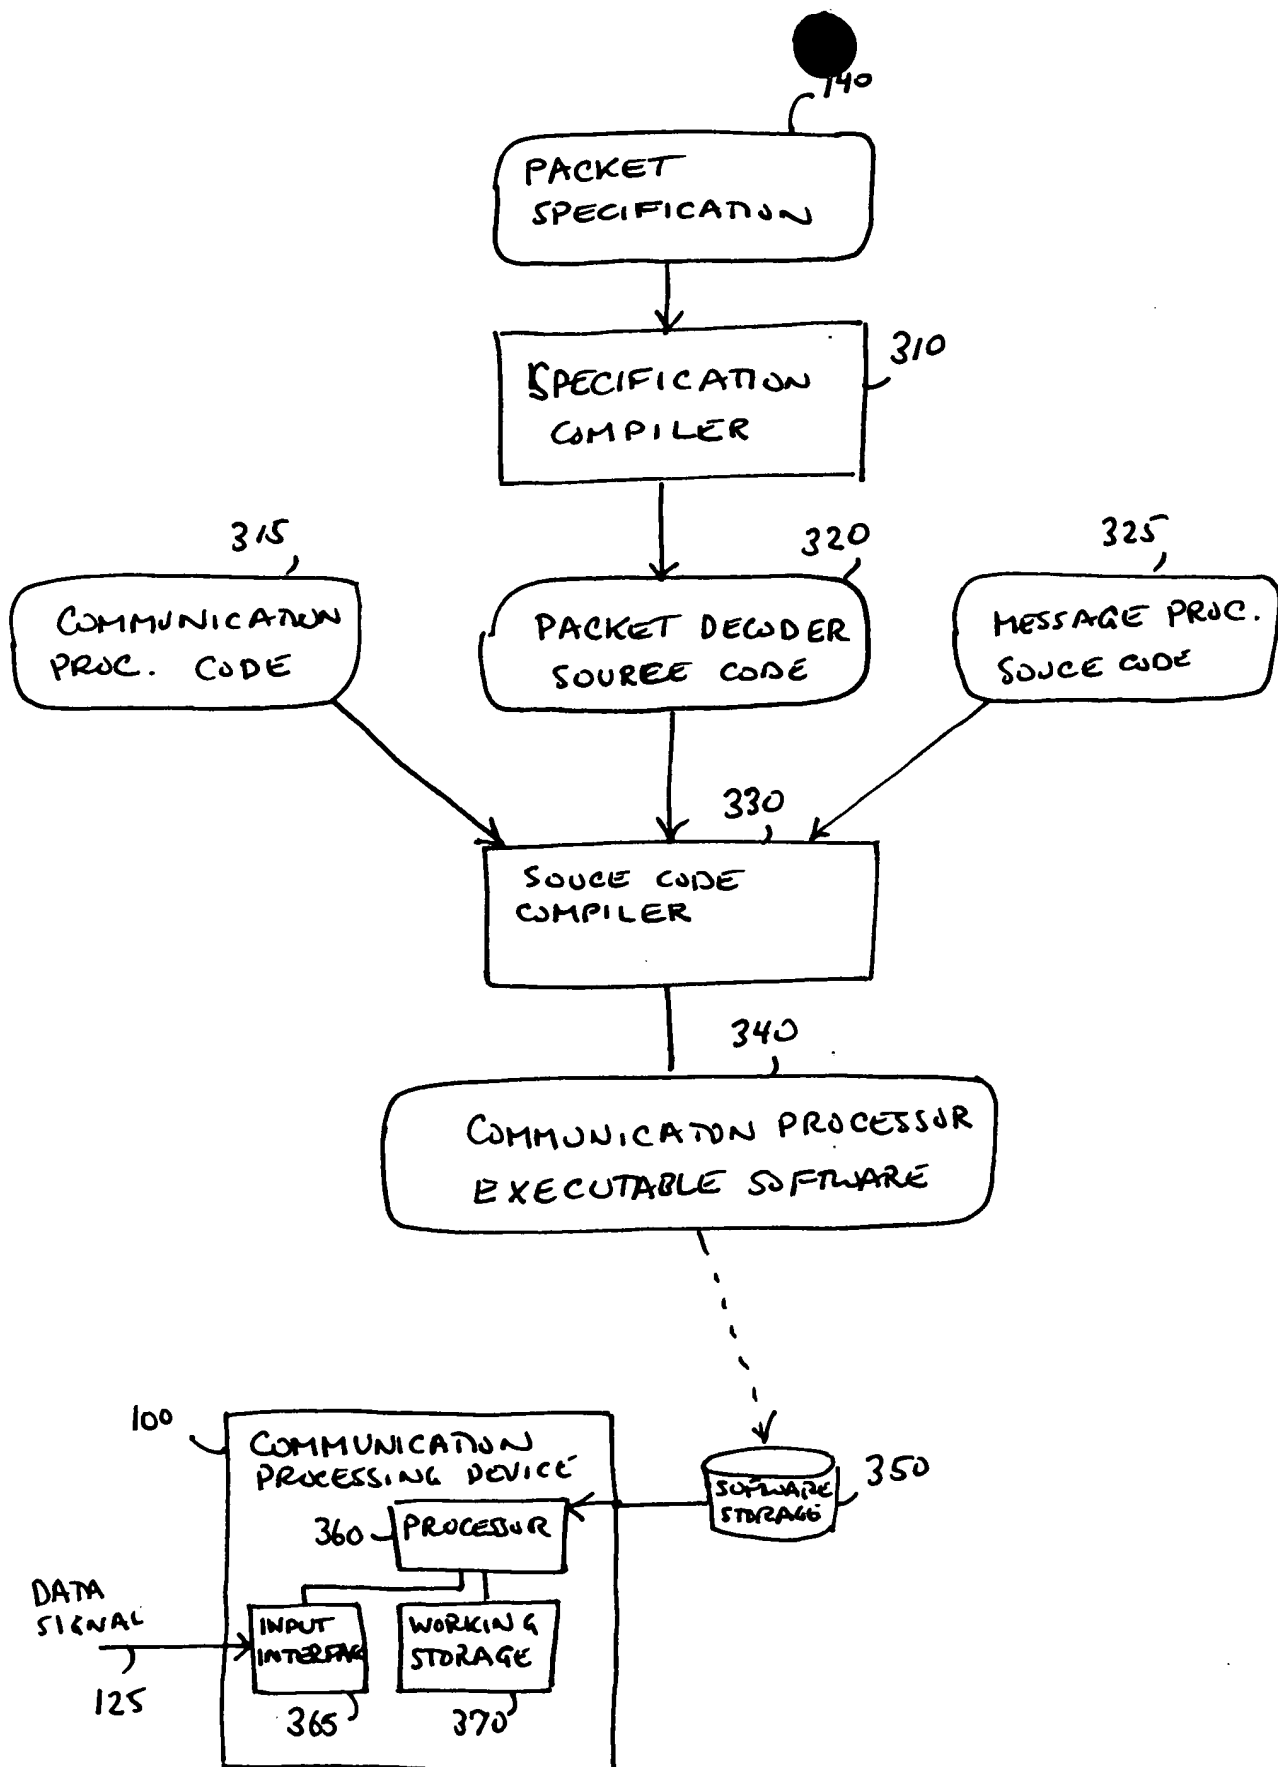 140
PACKET
SPECIFICATION
310
SPECIFICATION
COMPILER
315
320
325
COMMUNICATION
PROC. CODE
PACKET DECODER
SOURCE CODE
MESSAGE PROC.
SOUCE CODE
330
SOUCE CODE
COMPILER
340
COMMUNICATON PROCESSOR
EXECUTABLE SOFTWARE
100
COMMUNICATION
PROCESSING DEVICE
350
SOFTWARE
STORAGE
360
PROCESSOR
DATA
SIGNAL
125
INPUT
INTERFAC
365
WORKING
STORAGE
370